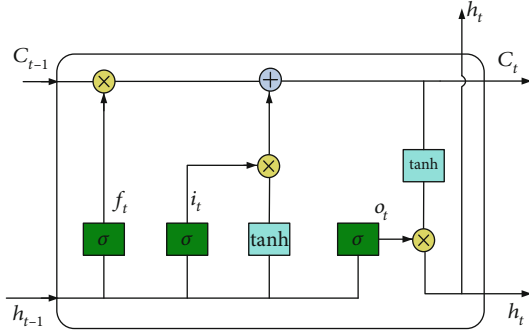 h_t
C_{t-1}
×
+
C_t
×
tanh
f_t
i_t
o_t
σ
σ
tanh
σ
×
h_{t-1}
h_t